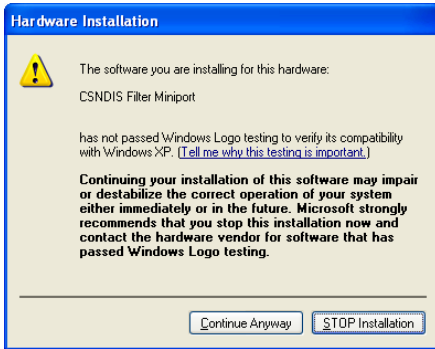 Hardware Installation
The software you are installing for this hardware:
CSNDIS Filter Miniport
has not passed Windows Logo testing to verify its compatibility
with Windows XP. (Tell me why this testing is important.)
Continuing your installation of this software may impair
or destabilize the correct operation of your system
either immediately or in the future. Microsoft strongly
recommends that you stop this installation now and
contact the hardware vendor for software that has
passed Windows Logo testing.
Continue Anyway
STOP Installation